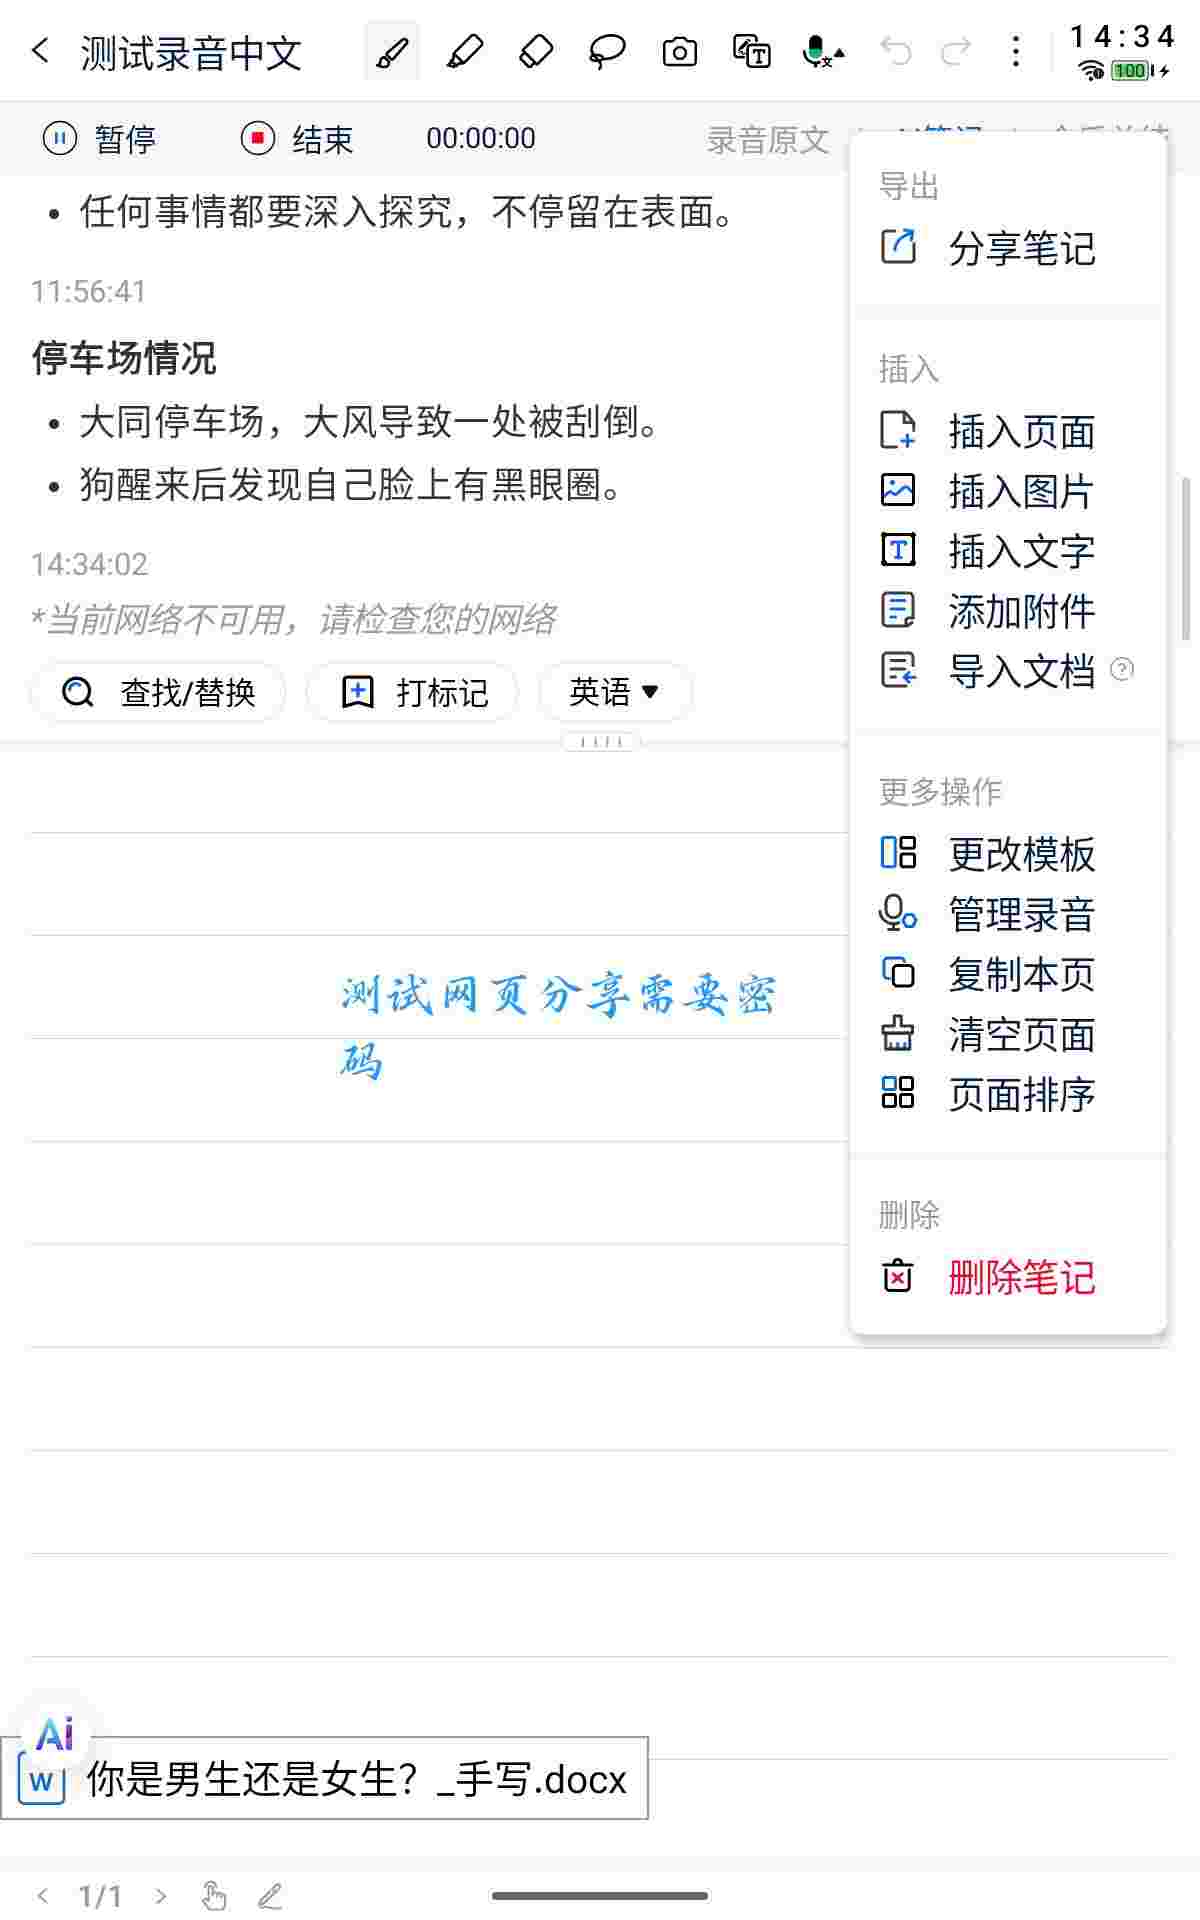 测试录音中文
14:34
100
暂停
结束
00:00:00
录音原文
任何事情都要深入探究，不停留在表面。
11:56:41
停车场情况
大同停车场，大风导致一处被刮倒。
狗醒来后发现自己脸上有黑眼圈。
14:34:02
*当前网络不可用，请检查您的网络
查找/替换
打标记
英语
导出
分享笔记
插入
插入页面
插入图片
插入文字
添加附件
导入文档
更多操作
更改模板
管理录音
复制本页
清空页面
页面排序
删除
删除笔记
测试网页分享需要密
码
Ai
W 你是男生还是女生？_手写.docx
1/1